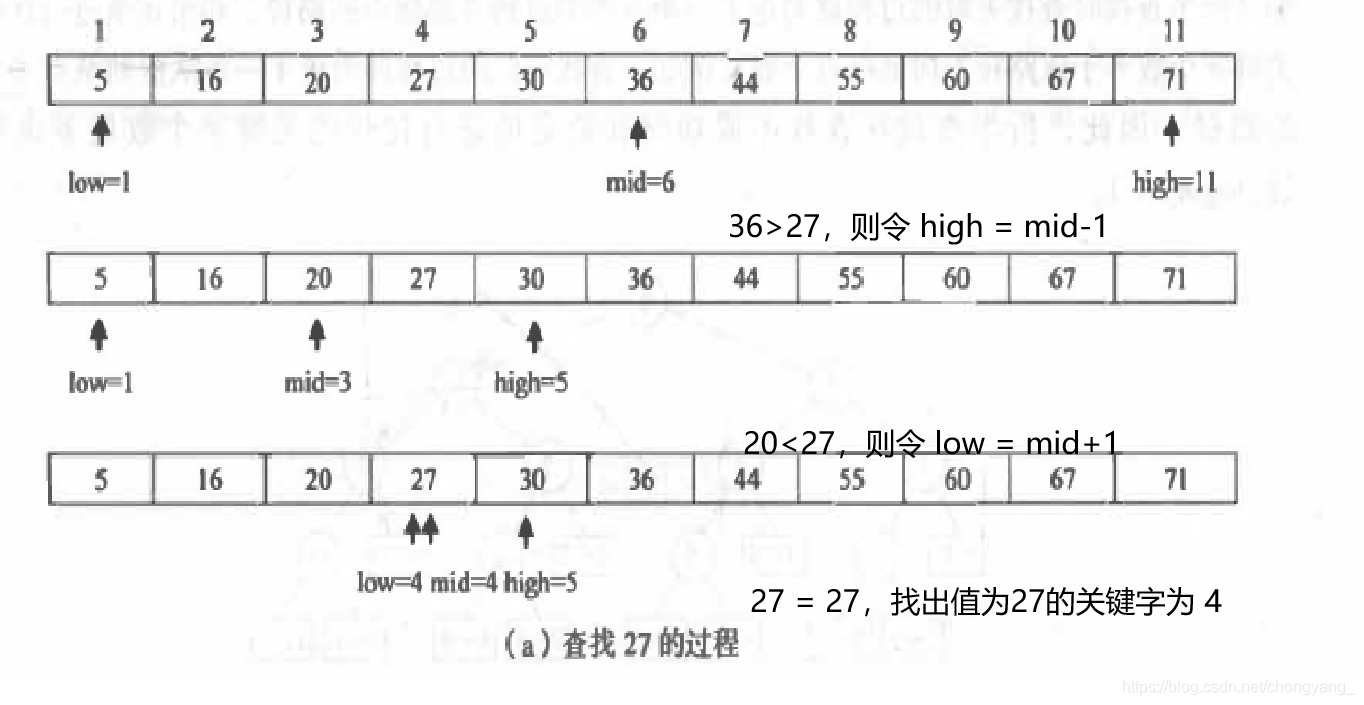 1 2 3 4 5 6 7 8 9 10 11
5 16 20 27 30 36 44 55 60 67 71
low=1 mid=6 high=11
36>27，则令 high = mid-1
5 16 20 27 30 36 44 55 60 67 71
low=1 mid=3 high=5
20<27，则令 low = mid+1
5 16 20 27 30 36 44 55 60 67 71
low=4 mid=4 high=5
27 = 27，找出值为27的关键字为 4
（a）查找 27 的过程
https://blog.csdn.net/chongyang_